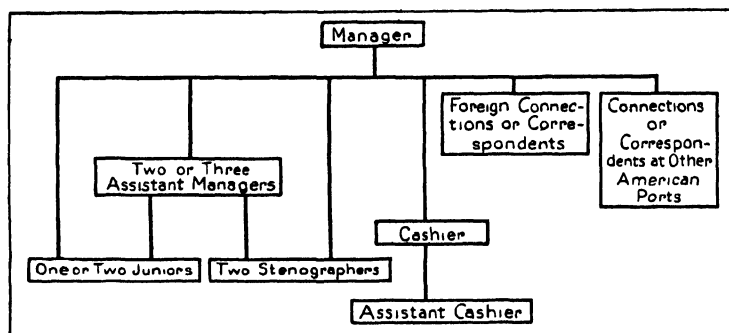 Manager
Foreign Connec-
tions or Corre-
spondents
Connections
or
Correspon-
dents at Other
American
Ports
Two or Three
Assistant Managers
Cashier
One or Two Juniors
Two Stenographers
Assistant Cashier